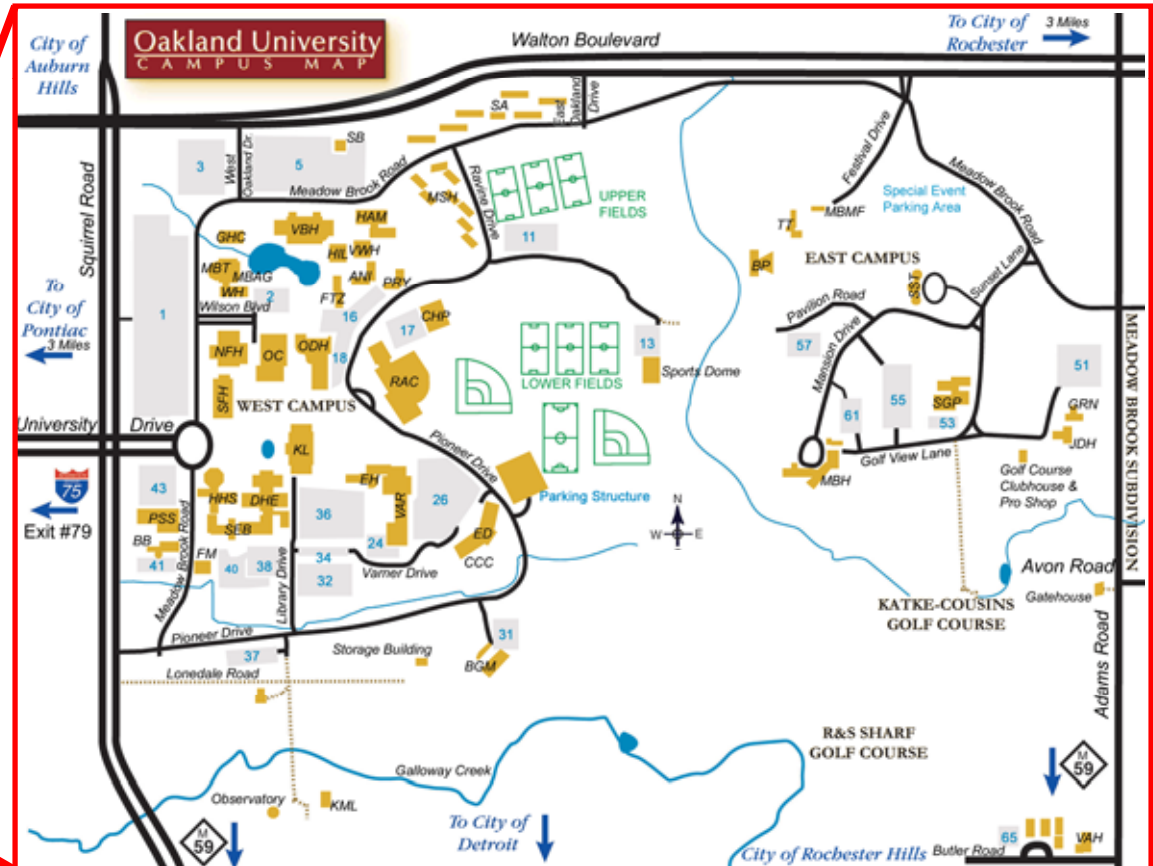 Oakland University
CAMPUS MAP
City of
Auburn
Hills
Walton Boulevard
To City of
Rochester
3 Miles
Squirrel Road
3
West
Oakland Dr.
5
SB
SA
East
Oakland
Drive
Meadow Brook Road
MSH
Ravine Drive
UPPER
FIELDS
11
Festival Drive
Special Event
Parking Area
Meadow Brook Road
MBMF
TT
BP
EAST CAMPUS
SST
Sunset Lane
GHC
VBH
HAM
HIL
VWH
MBT
MBAG
WH
2
ANI
PRY
FTZ
16
Wilson Blvd
1
To
City of
Pontiac
3 Miles
NFH
OC
ODH
18
17
CHP
RAC
LOWER FIELDS
13
Sports Dome
Pavilion Road
57
Mansion Drive
51
MEADOW BROOK SUBDIVISION
SFH
WEST CAMPUS
University Drive
KL
Pioneer Drive
61
55
SGP
53
GRN
JDH
Golf View Lane
MBH
Golf Course
Clubhouse &
Pro Shop
75
Exit #79
43
PSS
BB
41
Meadow Brook Road
HHS
DHE
SEB
FM
40
38
36
EH
VAR
26
Parking Structure
ED
CCC
24
34
32
Varner Drive
Library Drive
N
W
E
Avon Road
Gatehouse
KATKE-COUSINS
GOLF COURSE
Adams Road
Pioneer Drive
37
Lonedale Road
Storage Building
31
BGM
R&S SHARF
GOLF COURSE
Galloway Creek
Observatory
KML
M
59
To City of
Detroit
M
59
65
VAH
City of Rochester Hills
Butler Road